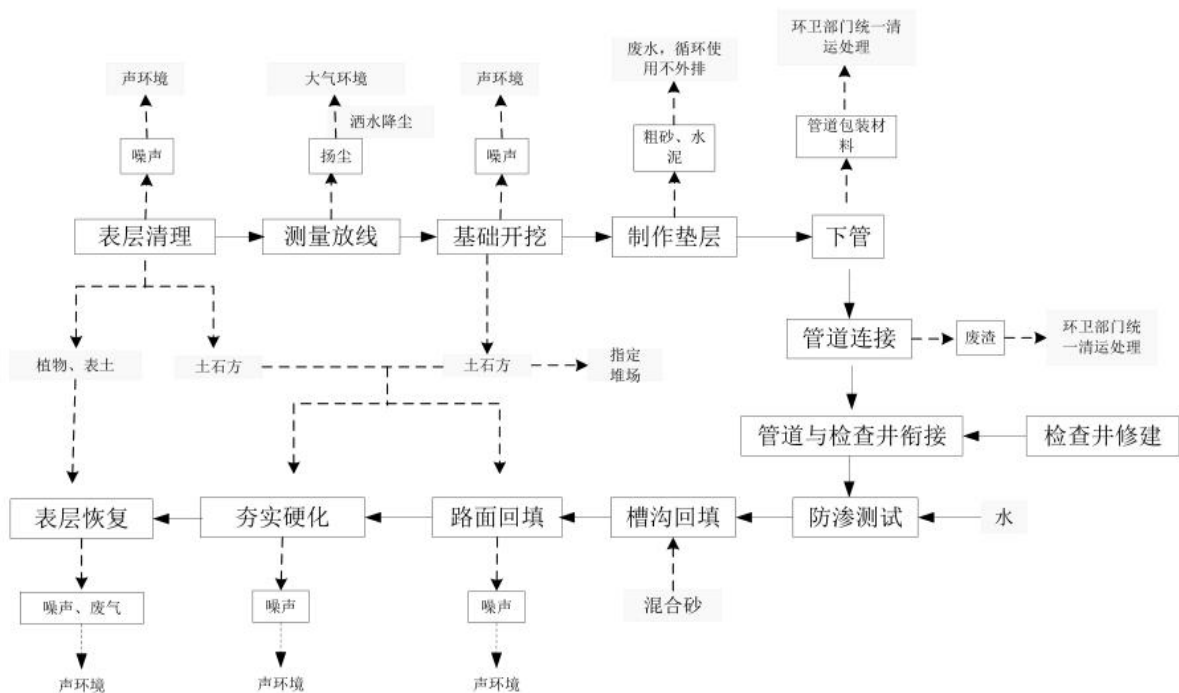 环卫部门统一清
运处理
废水，循环使
用不外排
声环境
大气环境
声环境
洒水降尘
噪声
扬尘
噪声
粗砂、水
泥
管道包装材
料
表层清理
测量放线
基础开挖
制作垫层
下管
管道连接
废渣
环卫部门统
一清运处理
植物、表土
土石方
土石方
指定
堆场
管道与检查井衔接
检查井修建
表层恢复
夯实硬化
路面回填
槽沟回填
防渗测试
水
噪声、废气
噪声
噪声
混合砂
声环境
声环境
声环境